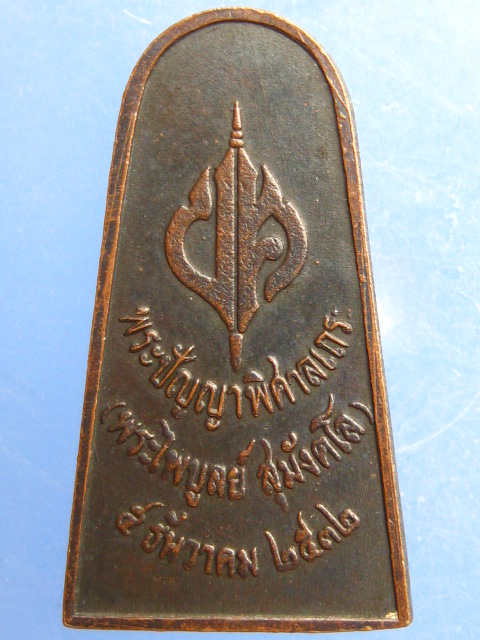 พระปัญญาพิศาลเถร
(พระไพบูลย์ สุมังคโล)
๕ ธันวาคม ๒๕๓๒